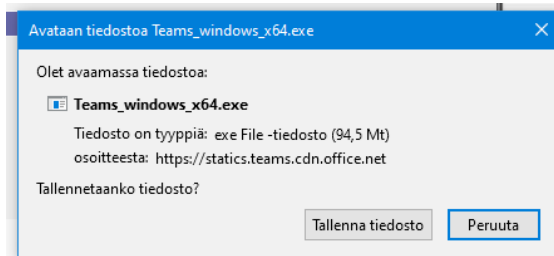 Avataan tiedostoa Teams_windows_x64.exe
Olet avaamassa tiedostoa:
Teams_windows_x64.exe
Tiedosto on tyyppiä: exe File -tiedosto (94,5 Mt)
osoitteesta: https://statics.teams.cdn.office.net
Tallennetaanko tiedosto?
Tallenna tiedosto Peruuta